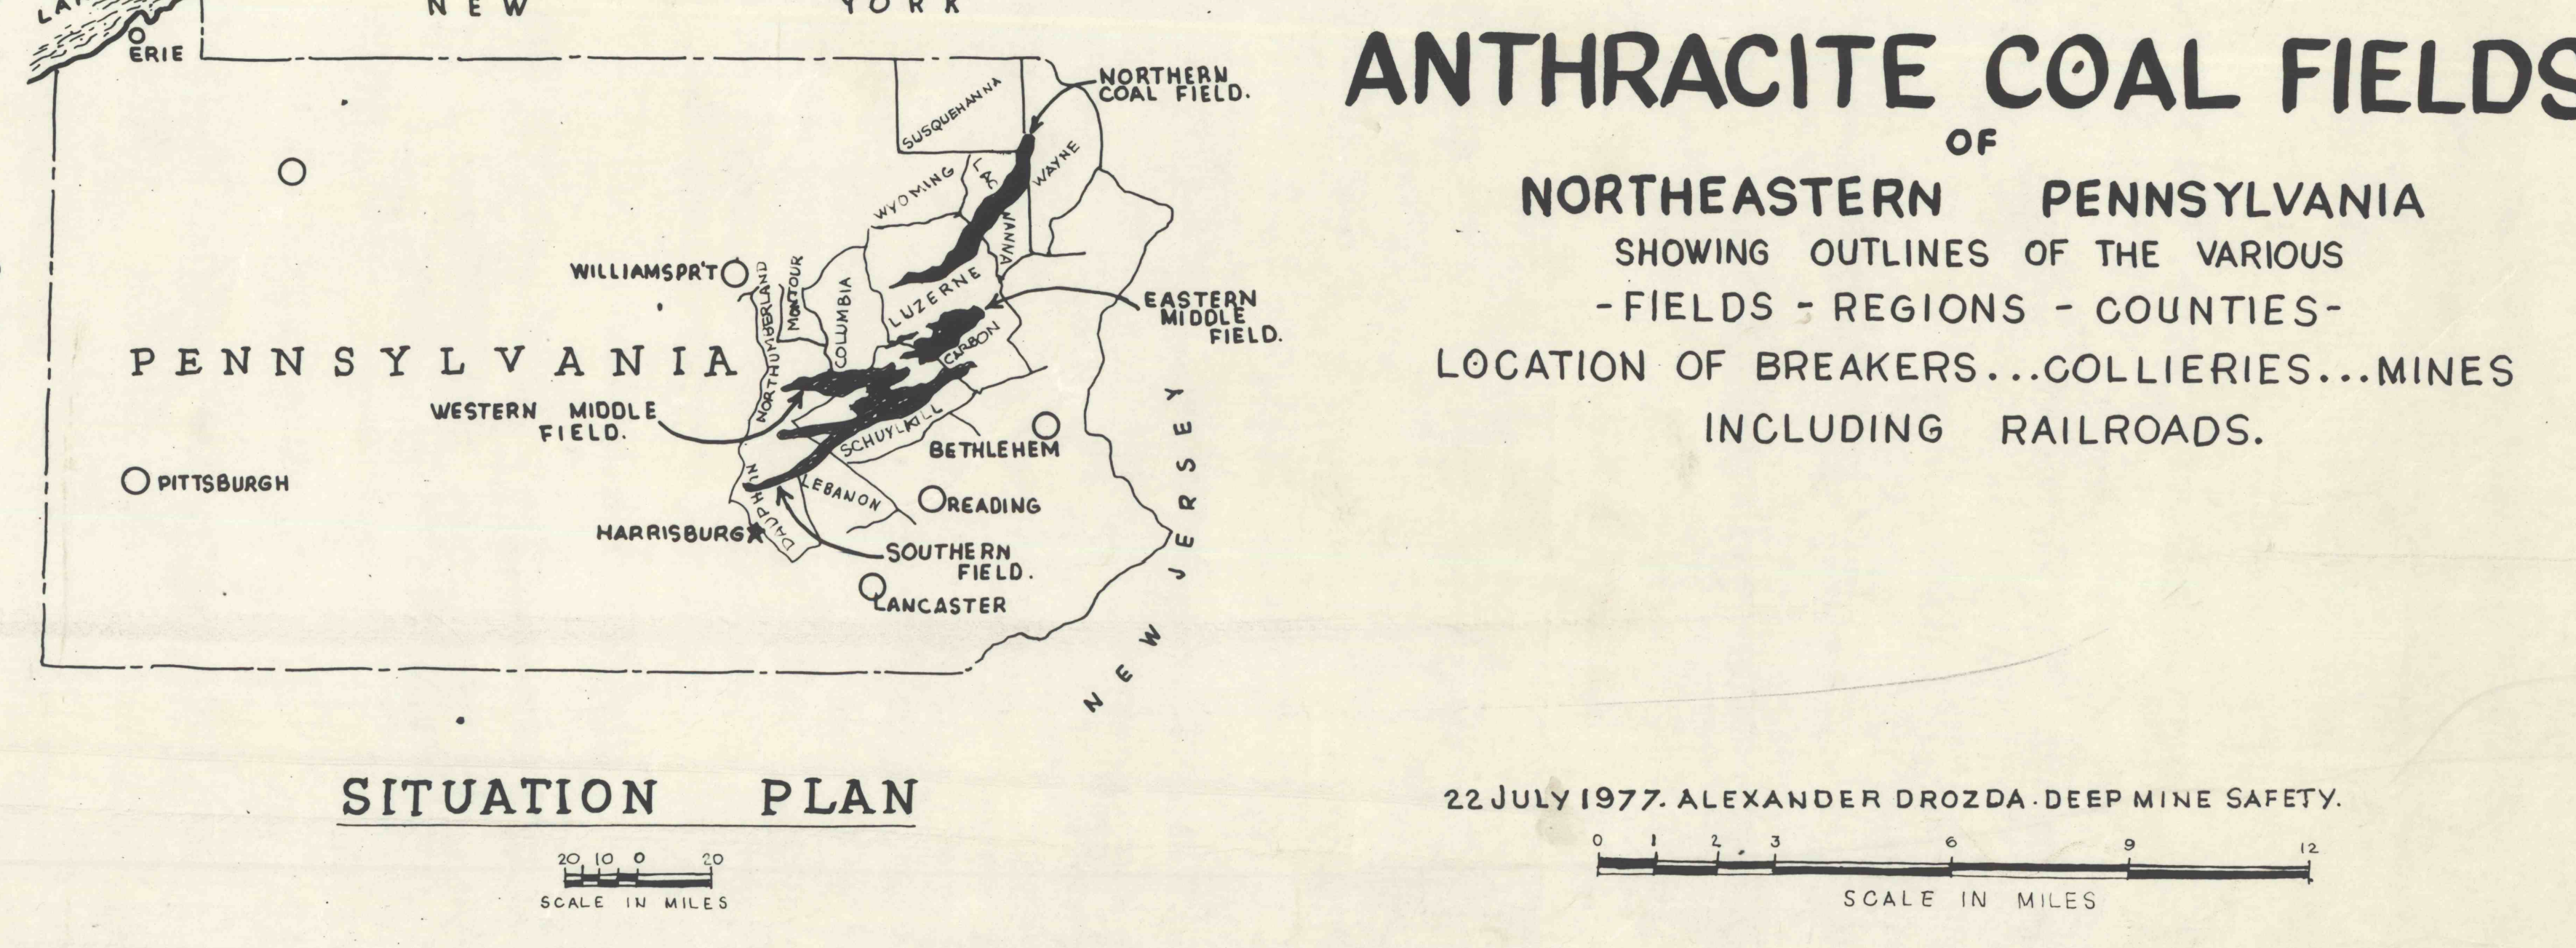 NEW YORK
ERIE
NORTHERN
COAL FIELD.
SUSQUEHANNA
WAYNE
WYOMING
WILLIAMSPR'T
NORTHUMBERLAND
MONTOUR
COLUMBIA
LUZERNE
EASTERN
MIDDLE
FIELD.
CARBON
PENNSYLVANIA
WESTERN MIDDLE
FIELD.
SCHUYLKILL
BETHLEHEM
PITTSBURGH
LEBANON
READING
HARRISBURG
DAUPHIN
SOUTHERN
FIELD.
LANCASTER
NEW JERSEY
SITUATION PLAN
20 10 0 20
SCALE IN MILES
ANTHRACITE COAL FIELDS
OF
NORTHEASTERN PENNSYLVANIA
SHOWING OUTLINES OF THE VARIOUS
-FIELDS - REGIONS - COUNTIES-
LOCATION OF BREAKERS...COLLIERIES...MINES
INCLUDING RAILROADS.
22 JULY 1977. ALEXANDER DROZDA. DEEP MINE SAFETY.
0 1 2 3 6 9 12
SCALE IN MILES